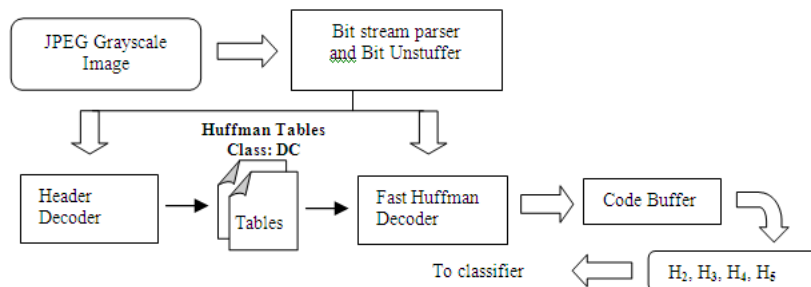 JPEG Grayscale
Image
Bit stream parser
and Bit Unstuffer
Huffman Tables
Class: DC
Header
Decoder
Tables
Fast Huffman
Decoder
Code Buffer
To classifier
H₂, H₃, H₄, H₅